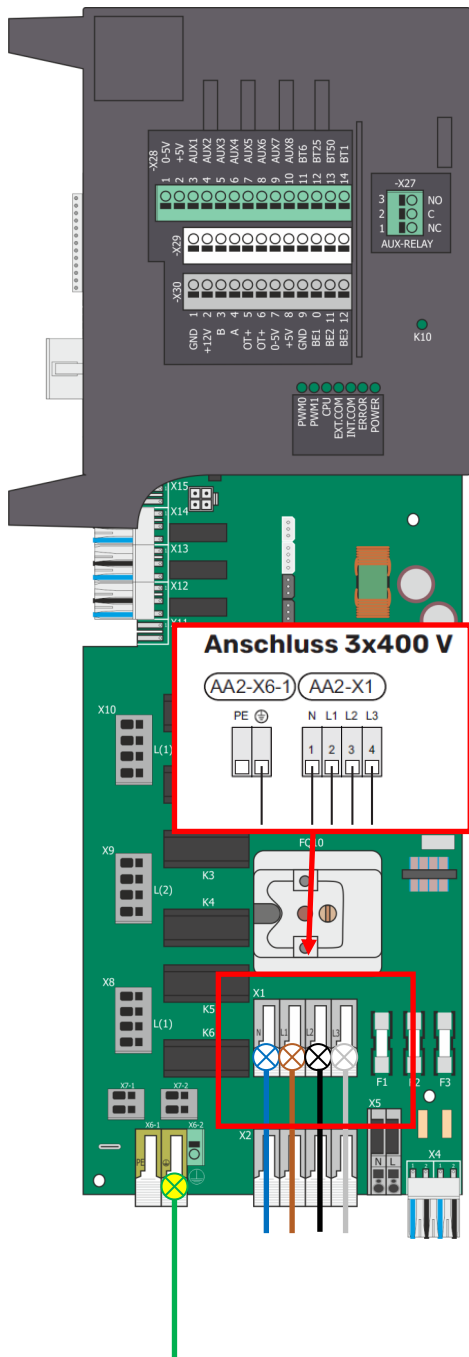 -X28
0-5V
+5V
AUX1
AUX2
AUX3
AUX4
AUX5
AUX6
AUX7
AUX8
BT6
BT25
BT50
BT1
1 2 3 4 5 6 7 8 9 10 11 12 13 14
-X29
-X30
1 2 3 4 5 6 7 8 9 0 11 12
GND
+12V
B
A
OT+
OT+
0-5V
+5V
GND
BE1
BE2
BE3
-X27
3 NO
2 C
1 NC
AUX-RELAY
K10
PWM0
PWM1
CPU
EXT.COM
INT.COM
ERROR
POWER
X15
X14
X13
X12
X11
Anschluss 3x400 V
AA2-X6-1 AA2-X1
PE N L1 L2 L3
1 2 3 4
X10
L(1)
FQ10
X9
K3
L(2)
K4
X8
K5
X1
L(1)
K6
N L1 L2 L3
F1 F2 F3
X7-1 X7-2
X5
X6-1 X6-2
X2
PE
N L
X4
1 2 1 2